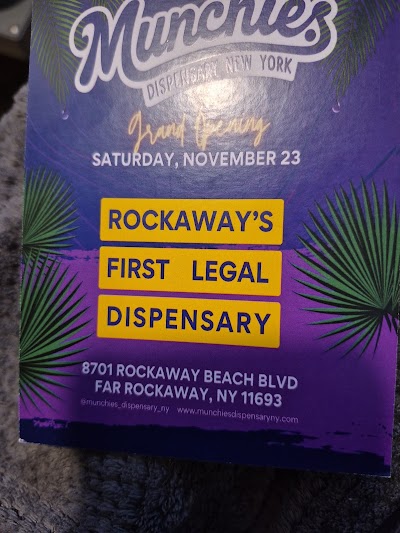 Munchies
DISPENSARY NEW YORK
Grand Opening
SATURDAY, NOVEMBER 23
ROCKAWAY'S
FIRST LEGAL
DISPENSARY
8701 ROCKAWAY BEACH BLVD
FAR ROCKAWAY, NY 11693
@munchies_dispensary_ny www.munchiesdispensaryny.com